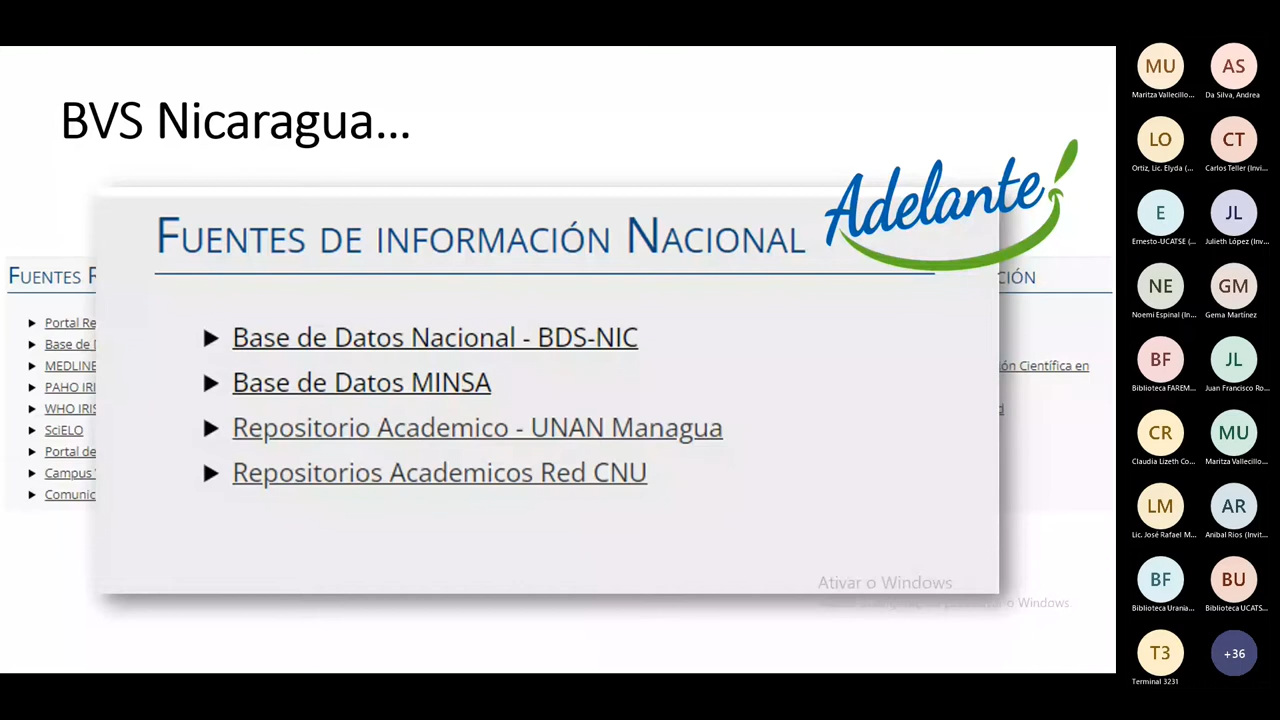 BVS Nicaragua...
Adelante
FUENTES DE INFORMACIÓN NACIONAL
Base de Datos Nacional - BDS-NIC
Base de Datos MINSA
Repositorio Academico - UNAN Managua
Repositorios Academicos Red CNU
FUENTES R
Portal Re
Base de D
MEDLINE
PAHO IRI
WHO IRIS
SciELO
Portal de
Campus V
Comunic
CIÓN
ón Científica en
d
Ativar o Windows
o Windows.
MU
Maritza Vallecillo...
AS
Da Silva, Andrea
LO
Ortiz, Lic. Elyda (...
CT
Carlos Teller (Invi...
E
Ernesto-UCATSE (...
JL
Julieth López (Inv...
NE
Noemi Espinal (In...
GM
Gema Martínez
BF
Biblioteca FAREM...
JL
Juan Francisco Ro...
CR
Claudia Lizeth Co...
MU
Maritza Vallecillo...
LM
Lic. José Rafael M...
AR
Anibal Rios (Invit...
BF
Biblioteca Urania...
BU
Biblioteca UCATS...
T3
Terminal 3231
+36